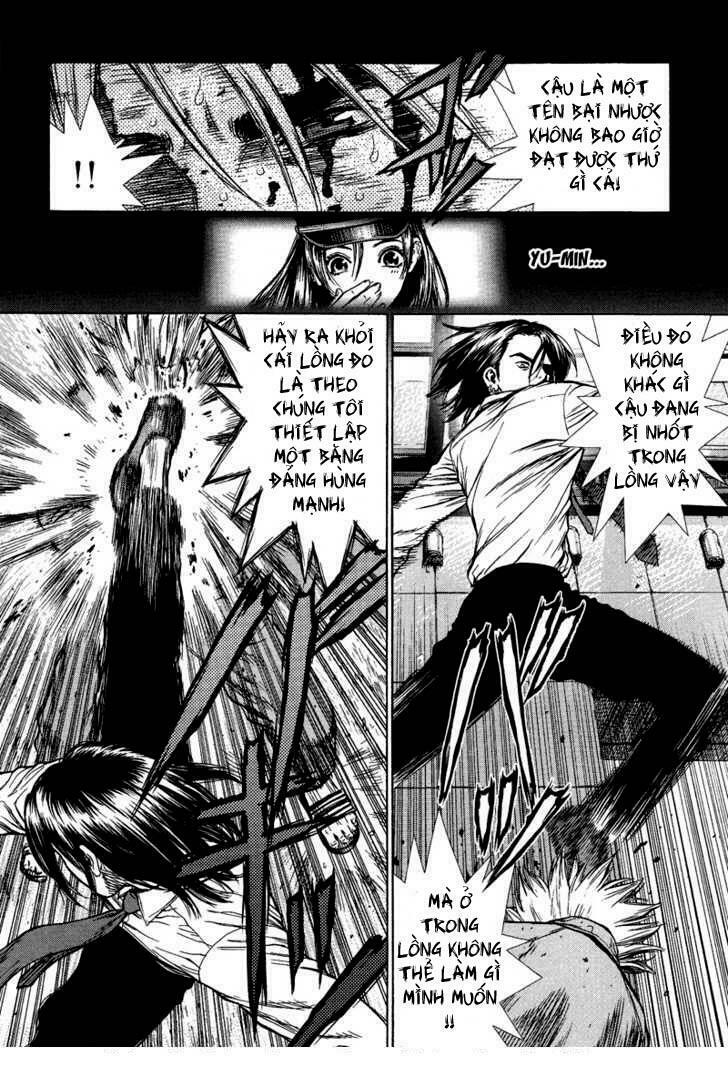 CẬU LÀ MỘT
TÊN BẠI NHƯỢC
KHÔNG BAO GIỜ
ĐẠT ĐƯỢC THỨ
GÌ CẢ!
!!
YU-MIN...
ĐIỀU ĐÓ
KHÔNG
KHÁC GÌ
CẬU ĐANG
BỊ NHỐT
TRONG
LỒNG VẬY
MÀ Ở
TRONG
LỒNG KHÔNG
THỂ LÀM GÌ
MÌNH MUỐN
!!
HÃY RA KHỎI
CÁI LỒNG ĐÓ
LÀ THEO
CHÚNG TÔI
THIẾT LẬP
MỘT BĂNG
ĐẢNG HÙNG
MẠNH!